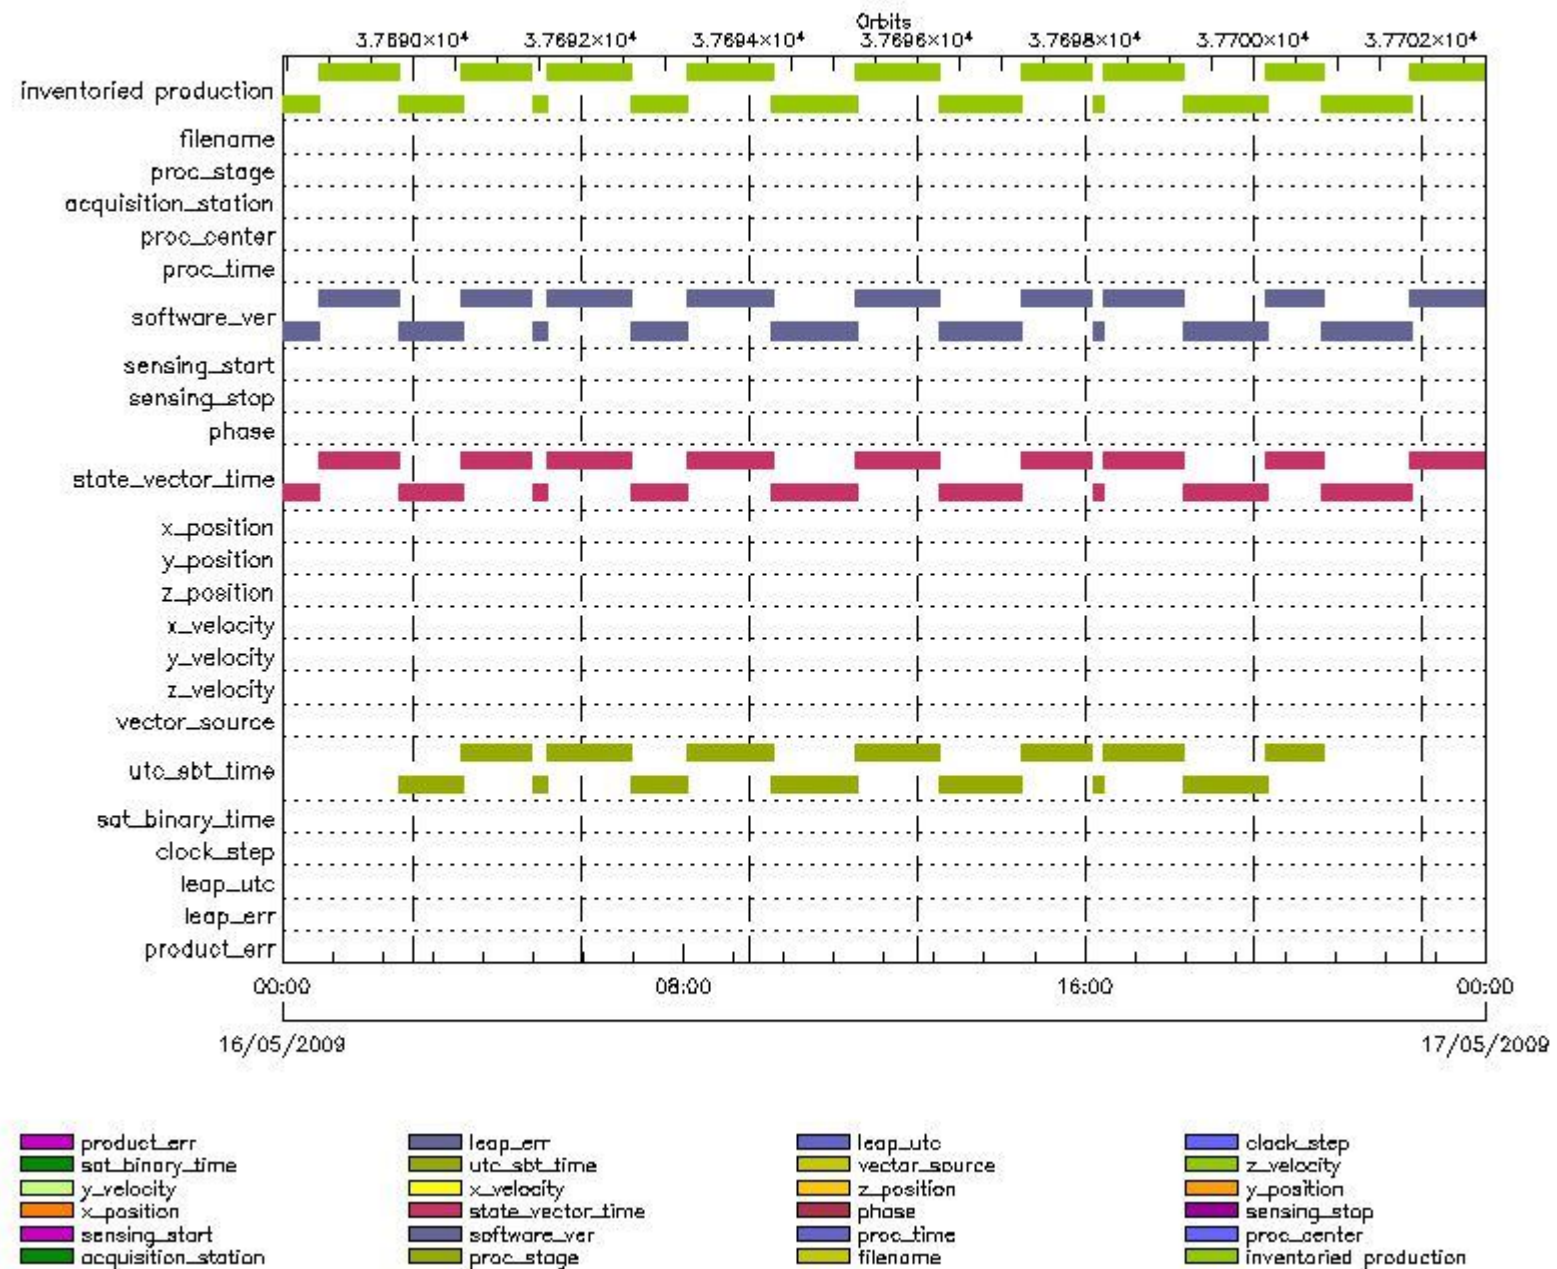 Orbits
3.7690×10⁴ 3.7692×10⁴ 3.7694×10⁴ 3.7696×10⁴ 3.7698×10⁴ 3.7700×10⁴ 3.7702×10⁴
inventoried production
filename
proc_stage
acquisition_station
proc_center
proc_time
software_ver
sensing_start
sensing_stop
phase
state_vector_time
x_position
y_position
z_position
x_velocity
y_velocity
z_velocity
vector_source
utc_sbt_time
sat_binary_time
clock_step
leap_utc
leap_err
product_err
00:00 08:00 16:00 00:00
16/05/2009 17/05/2009
product_err leap_err leap_utc clock_step
sat_binary_time utc_sbt_time vector_source z_velocity
y_velocity x_velocity z_position y_position
x_position state_vector_time phase sensing_stop
sensing_start software_ver proc_time proc_center
acquisition_station proc_stage filename inventoried production